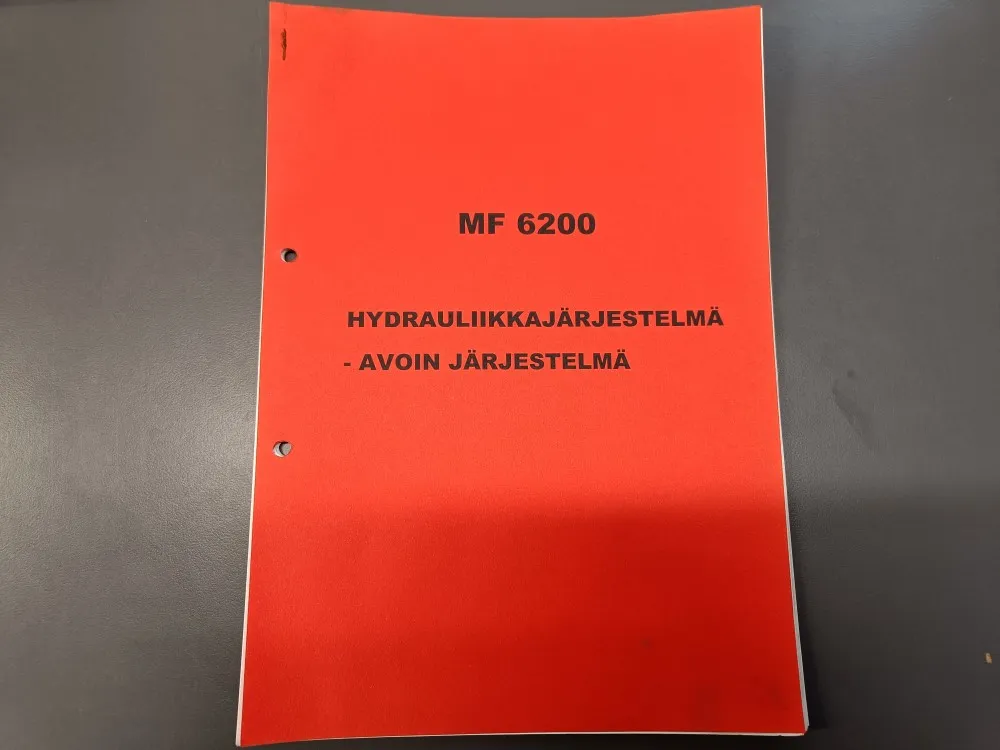 MF 6200
HYDRAULIIKKAJÄRJESTELMÄ
- AVOIN JÄRJESTELMÄ